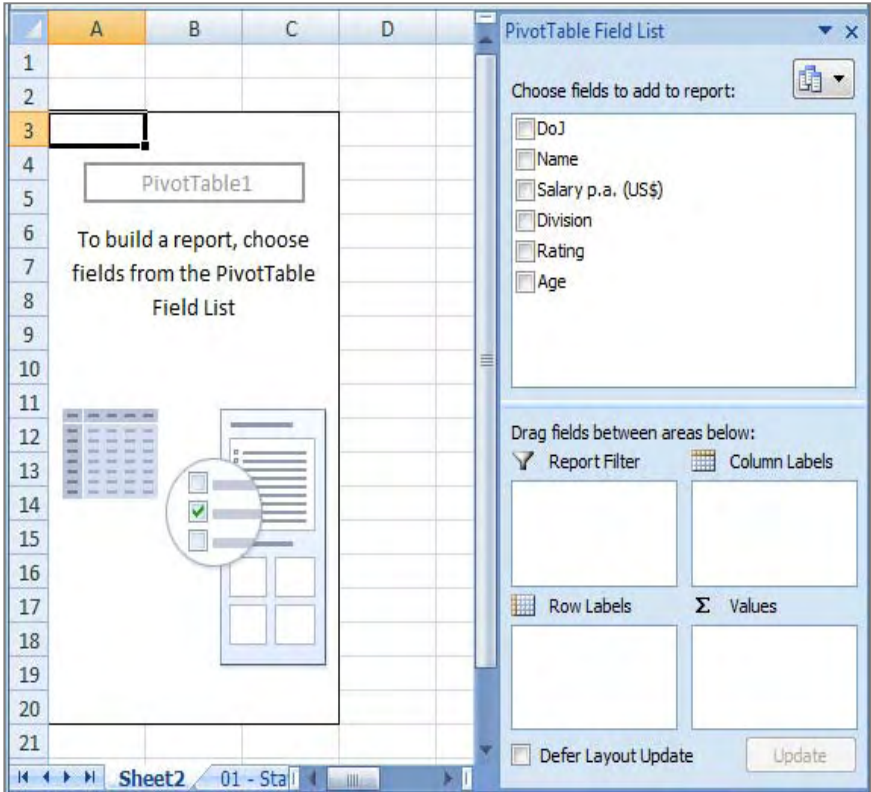 A B C D
1
2
3
4
5
6
7
8
9
10
11
12
13
14
15
16
17
18
19
20
21
PivotTable1
To build a report, choose
fields from the PivotTable
Field List
Sheet2 01 - Sta
PivotTable Field List
Choose fields to add to report:
DoJ
Name
Salary p.a. (US$)
Division
Rating
Age
Drag fields between areas below:
Report Filter Column Labels
Row Labels Σ Values
Defer Layout Update Update